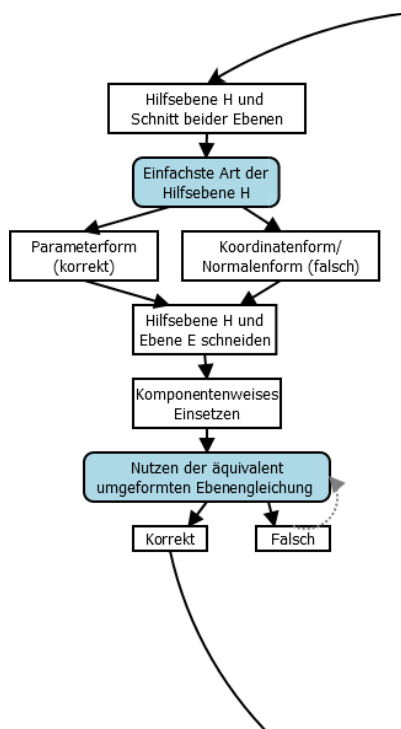 Hilfsebene H und
Schnitt beider Ebenen
Einfachste Art der
Hilfsebene H
Parameterform
(korrekt)
Koordinatenform/
Normalenform (falsch)
Hilfsebene H und
Ebene E schneiden
Komponentenweises
Einsetzen
Nutzen der äquivalent
umgeformten Ebenengleichung
Korrekt
Falsch